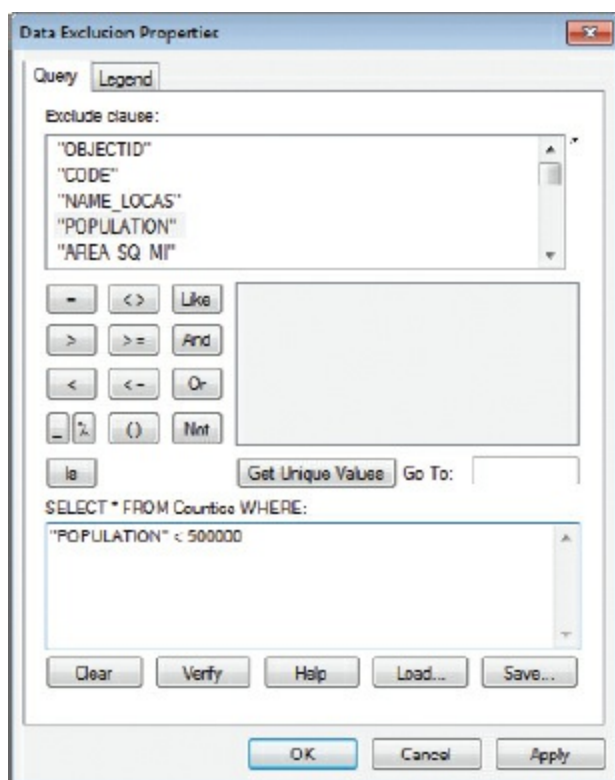 Data Exclusion Properties
Query Legend
Exclude clause:
"OBJECTID"
"CODE"
"NAME_LOCAS"
"POPULATION"
"AREA SQ MI"
= <> Like
> >= And
< <= Or
_ % () Not
Is Get Unique Values Go To:
SELECT * FROM Counties WHERE:
"POPULATION" < 500000
Clear Verify Help Load... Save...
OK Cancel Apply